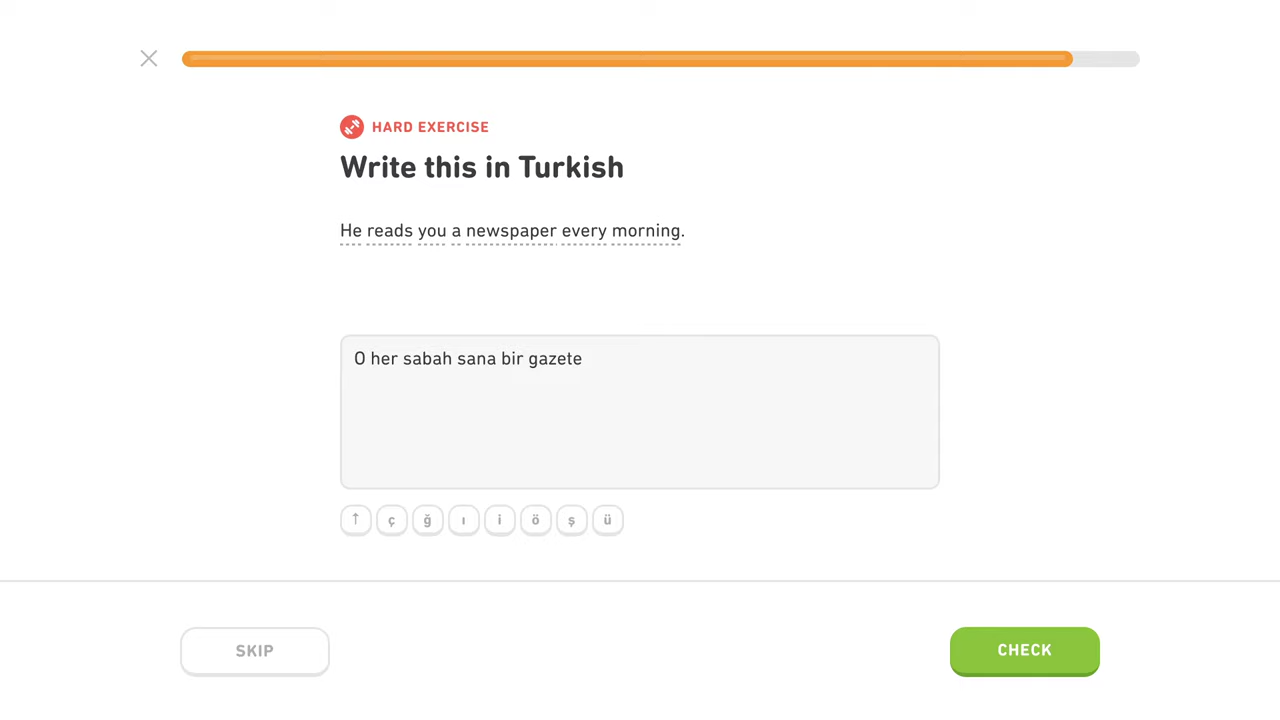 HARD EXERCISE
Write this in Turkish
He reads you a newspaper every morning.
O her sabah sana bir gazete
↑ ç ğ ı i ö ş ü
SKIP
CHECK